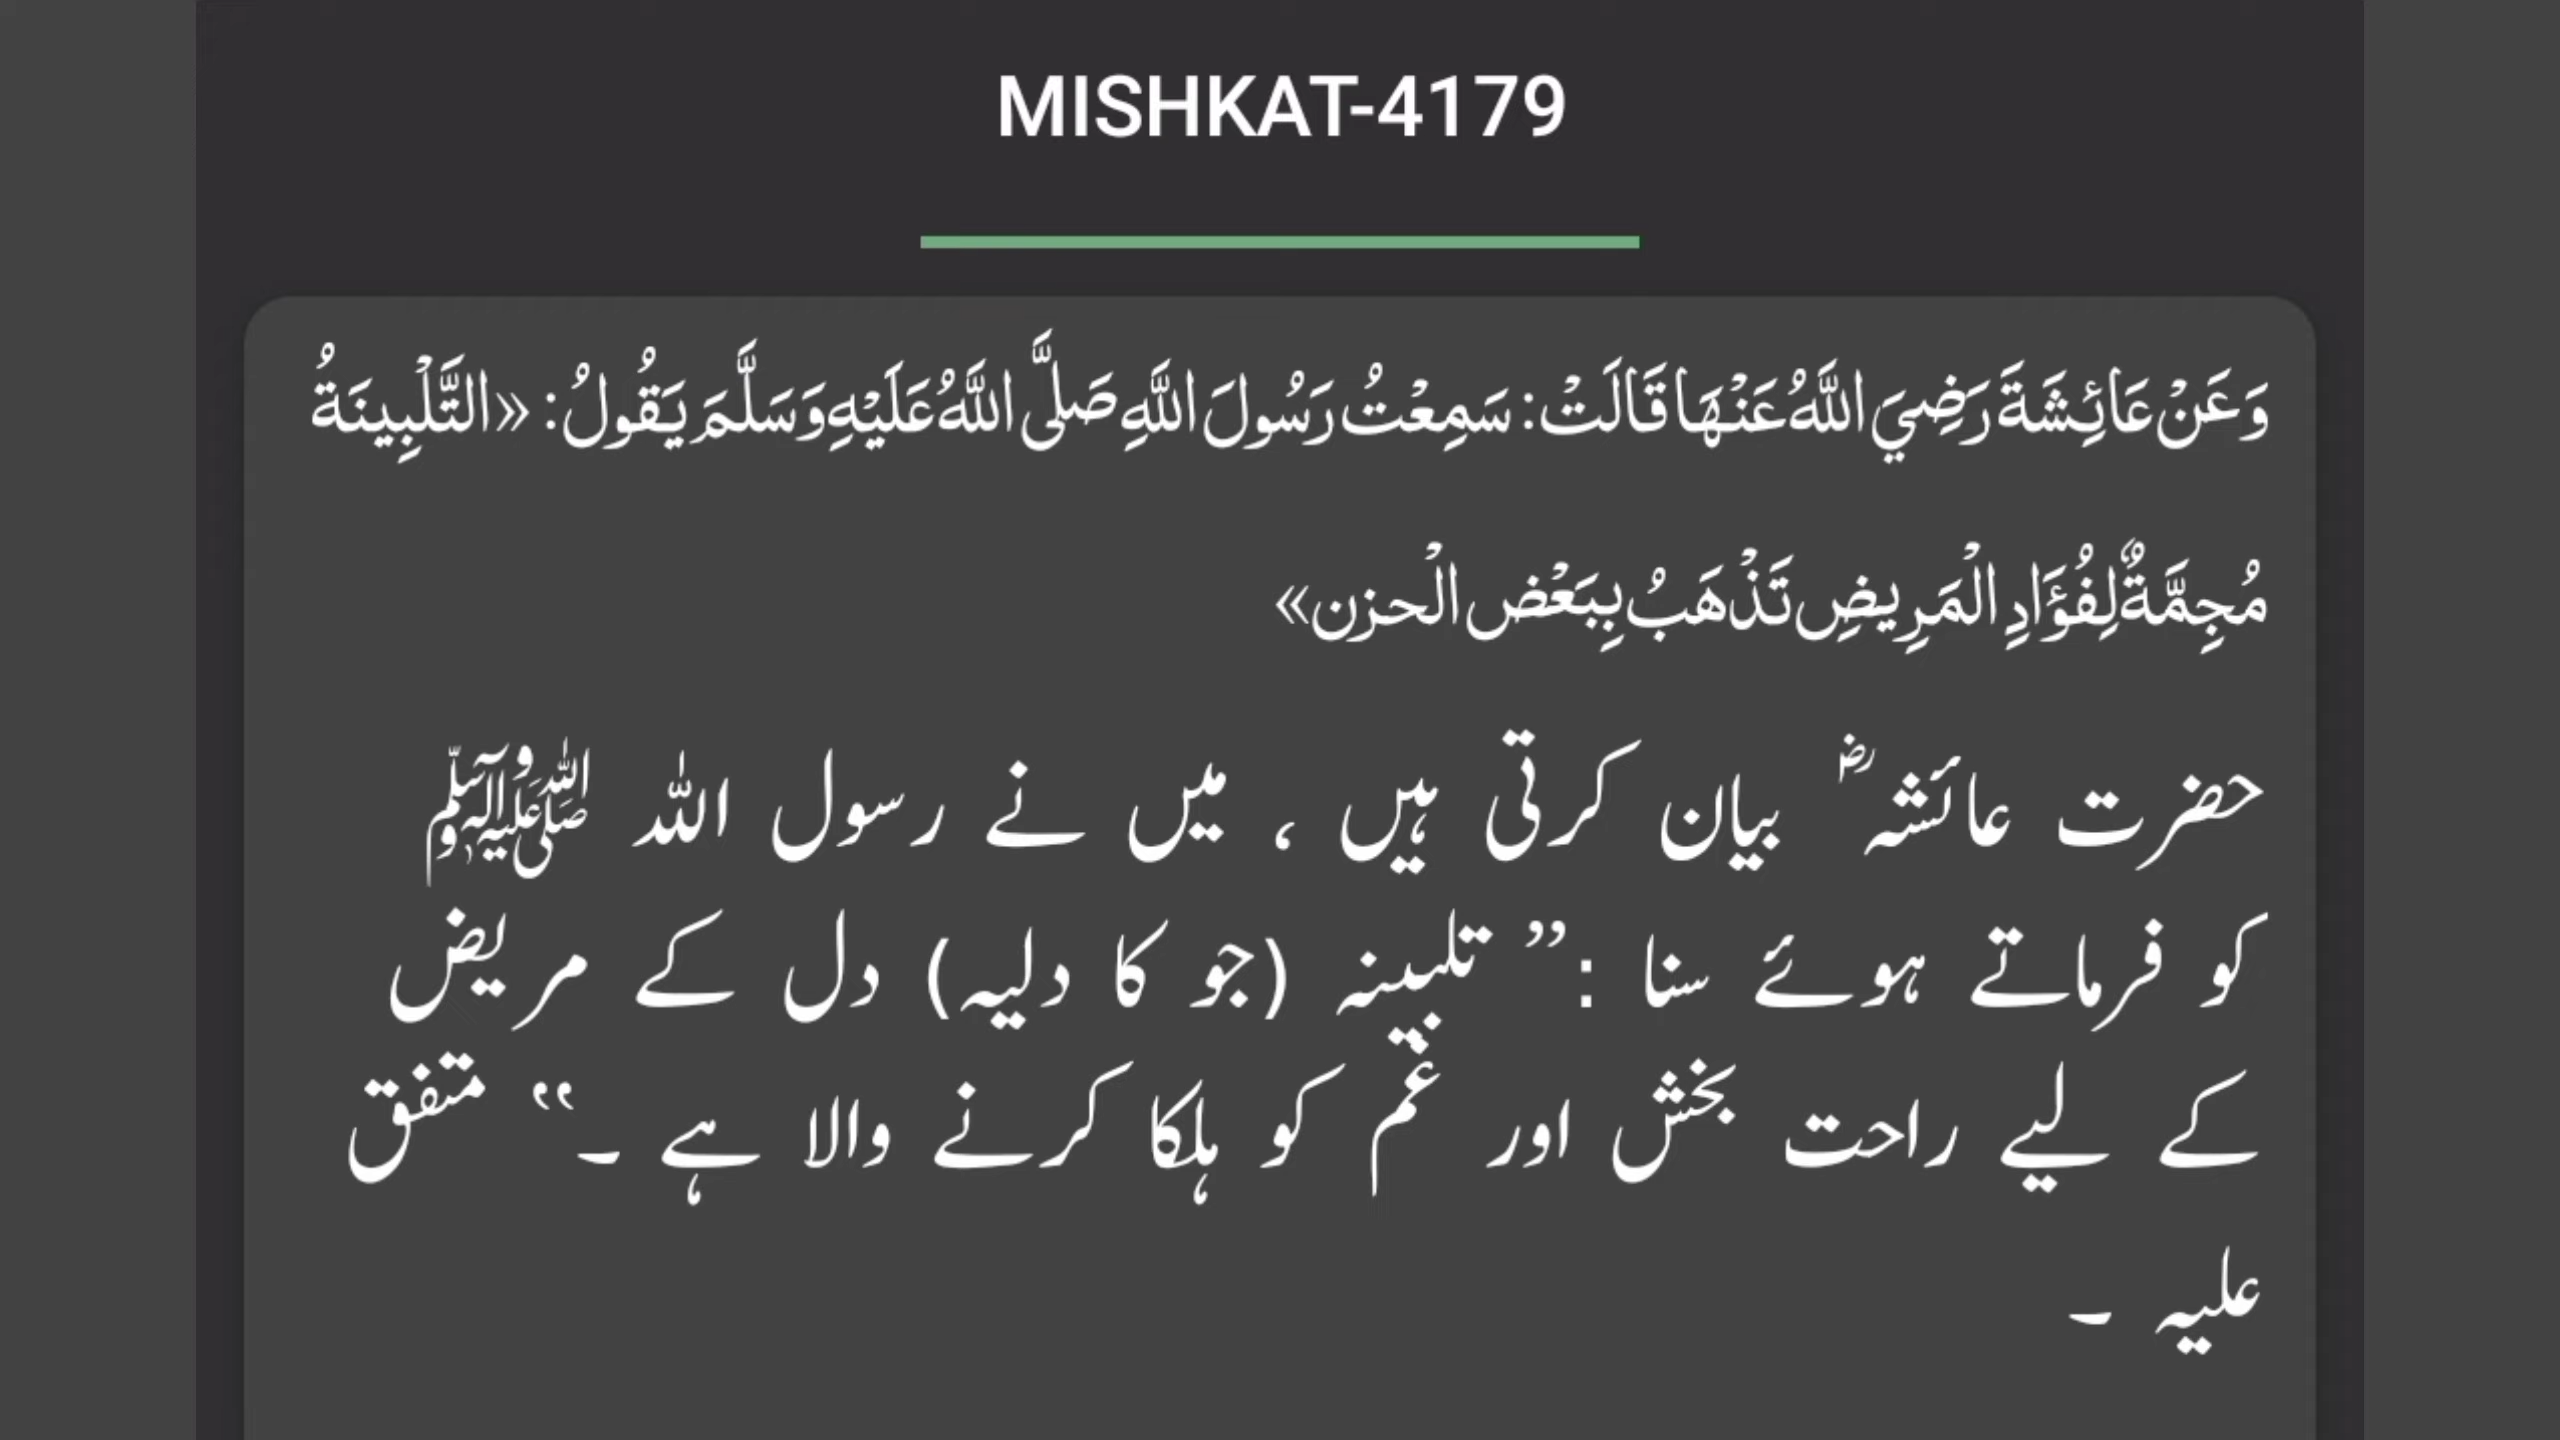 MISHKAT-4179
وَعَنْ عَائِشَةَ رَضِيَ اللَّهُ عَنْهَا قَالَتْ: سَمِعْتُ رَسُولَ اللَّهِ صَلَّى اللَّهُ عَلَيْهِ وَسَلَّمَ يَقُولُ: «التَّلْبِينَةُ
مُجِمَّةٌ لِفُؤَادِ الْمَرِيضِ تَذْهَبُ بِبَعْض الْحزن»
حضرت عائشہ ؓ بیان کرتی ہیں ، میں نے رسول اللہ ﷺ
کو فرماتے ہوئے سنا :’’ تلبینہ (جو کا دلیہ) دل کے مریض
کے لیے راحت بخش اور غم کو ہلکا کرنے والا ہے ۔‘‘ متفق
علیہ ۔